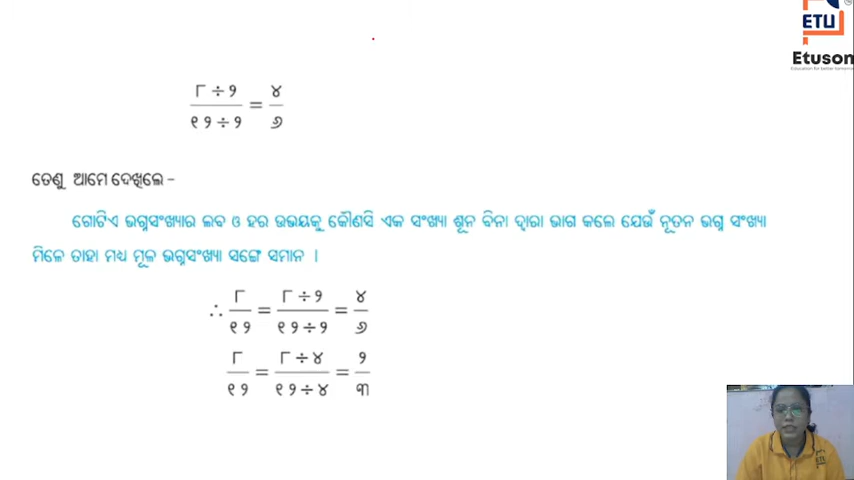 ETU
Etuson
Education for better tomorrow
୮ ÷ ୨ / ୧୨ ÷ ୨ = ୪ / ୬
ତେଣୁ ଆମେ ଦେଖିଲେ -
ଗୋଟିଏ ଭଗ୍ନସଂଖ୍ୟାର ଲବ ଓ ହର ଉଭୟକୁ କୌଣସି ଏକ ସଂଖ୍ୟା ଶୂନ ବିନା ଦ୍ୱାରା ଭାଗ କଲେ ଯେଉଁ ନୂତନ ଭଗ୍ନ ସଂଖ୍ୟା
ମିଳେ ତାହା ମଧ୍ୟ ମୂଳ ଭଗ୍ନସଂଖ୍ୟା ସଙ୍ଗେ ସମାନ ।
∴ ୮ / ୧୨ = ୮ ÷ ୨ / ୧୨ ÷ ୨ = ୪ / ୬
୮ / ୧୨ = ୮ ÷ ୪ / ୧୨ ÷ ୪ = ୨ / ୩